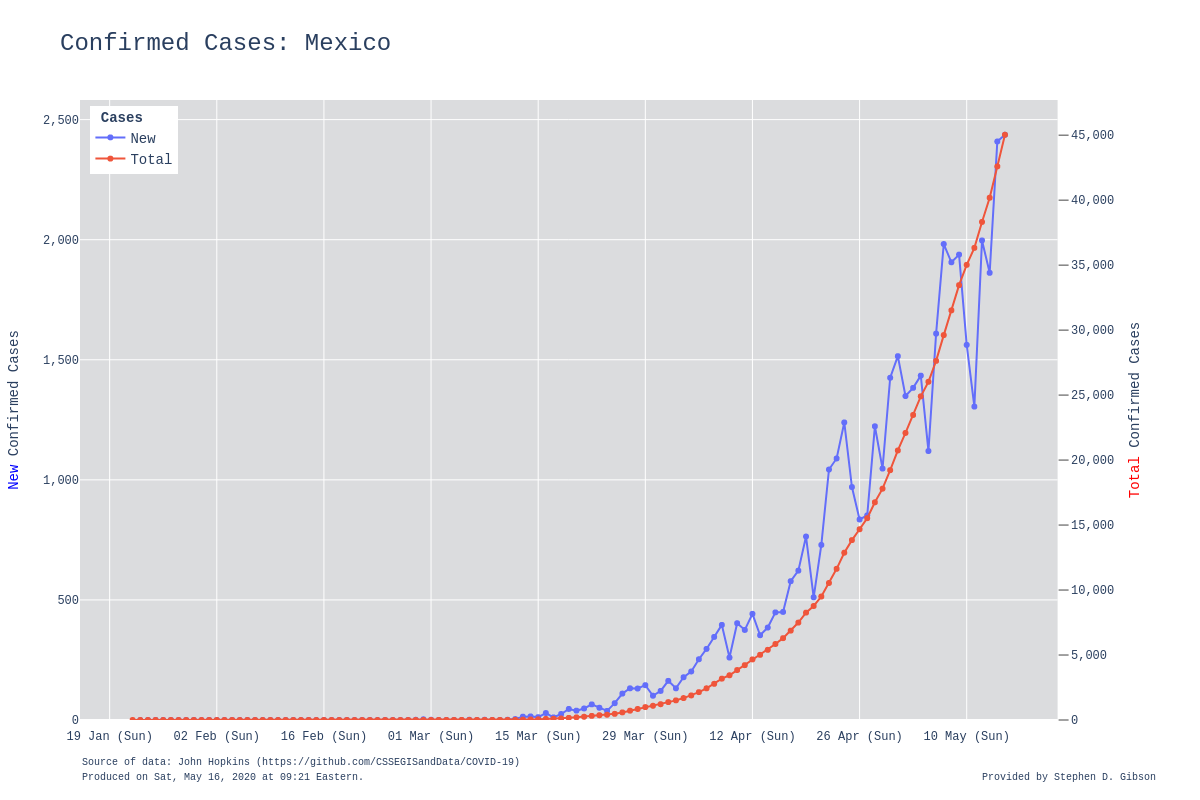 Confirmed Cases: Mexico
Cases
New
Total
2,500
2,000
1,500
1,000
500
0
New Confirmed Cases
45,000
40,000
35,000
30,000
25,000
20,000
15,000
10,000
5,000
0
Total Confirmed Cases
19 Jan (Sun)
02 Feb (Sun)
16 Feb (Sun)
01 Mar (Sun)
15 Mar (Sun)
29 Mar (Sun)
12 Apr (Sun)
26 Apr (Sun)
10 May (Sun)
Source of data: John Hopkins (https://github.com/CSSEGISandData/COVID-19)
Produced on Sat, May 16, 2020 at 09:21 Eastern.
Provided by Stephen D. Gibson